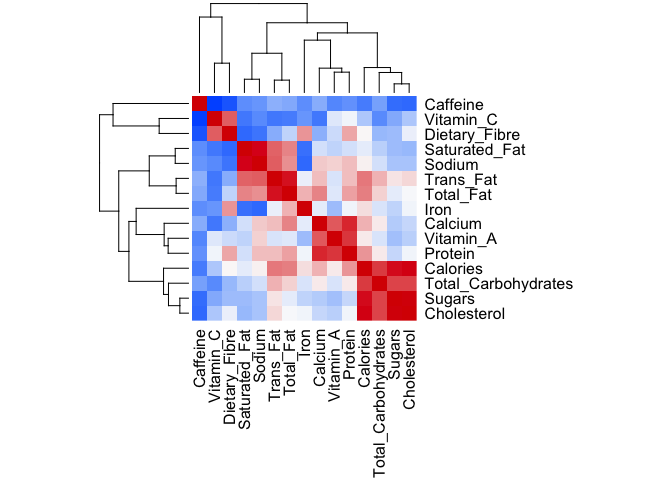 Caffeine
Vitamin_C
Dietary_Fibre
Saturated_Fat
Sodium
Trans_Fat
Total_Fat
Iron
Calcium
Vitamin_A
Protein
Calories
Total_Carbohydrates
Sugars
Cholesterol
Caffeine
Vitamin_C
Dietary_Fibre
Saturated_Fat
Sodium
Trans_Fat
Total_Fat
Iron
Calcium
Vitamin_A
Protein
Calories
Total_Carbohydrates
Sugars
Cholesterol